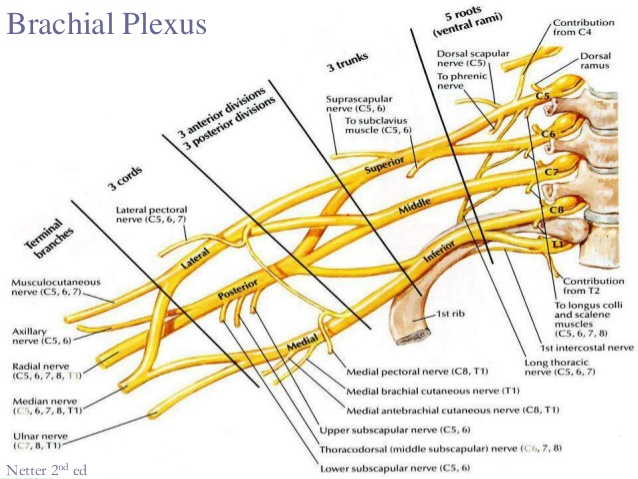 Brachial Plexus
5 roots
(ventral rami)
Contribution
from C4
Dorsal
ramus
Dorsal scapular
nerve (C5)
To phrenic
nerve
3 trunks
Suprascapular
nerve (C5, 6)
To subclavius
muscle (C5, 6)
3 anterior divisions
3 posterior divisions
3 cords
Lateral pectoral
nerve (C5, 6, 7)
Terminal
branches
C5
C6
C7
C8
T1
Superior
Middle
Inferior
Lateral
Posterior
Medial
Musculocutaneous
nerve (C5, 6, 7)
Axillary
nerve (C5, 6)
Radial nerve
(C5, 6, 7, 8, T1)
Median nerve
(C5, 6, 7, 8, T1)
Ulnar nerve
(C7, 8, T1)
1st rib
Contribution
from T2
To longus colli
and scalene
muscles
(C5, 6, 7, 8)
1st intercostal nerve
Long thoracic
nerve (C5, 6, 7)
Medial pectoral nerve (C8, T1)
Medial brachial cutaneous nerve (T1)
Medial antebrachial cutaneous nerve (C8, T1)
Upper subscapular nerve (C5, 6)
Thoracodorsal (middle subscapular) nerve (C6, 7, 8)
Lower subscapular nerve (C5, 6)
Netter 2nd ed